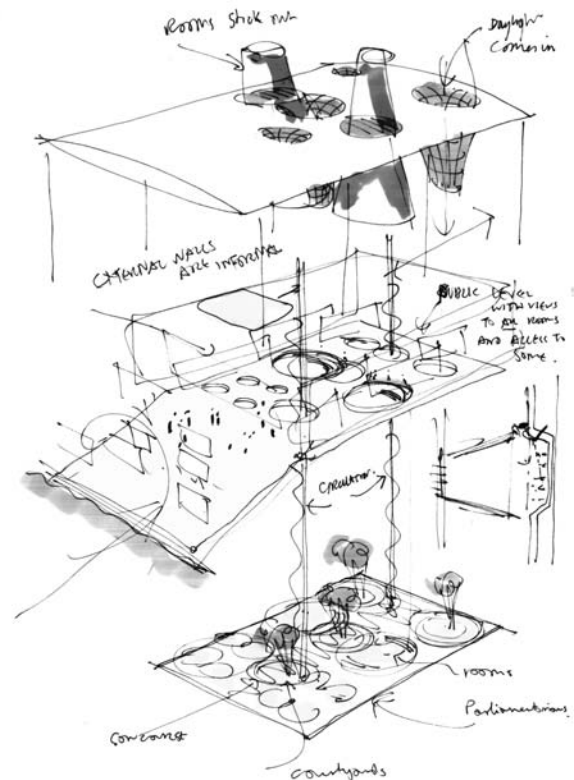 ROOMS STICK OUT
Daylight
Comes in
EXTERNAL WALLS
ARE INFORMAL
PUBLIC LEVEL
WITH VIEWS
TO ALL ROOMS
AND ACCESS TO
SOME.
CIRCULATION
rooms
Parliamentarians
concourse
courtyards